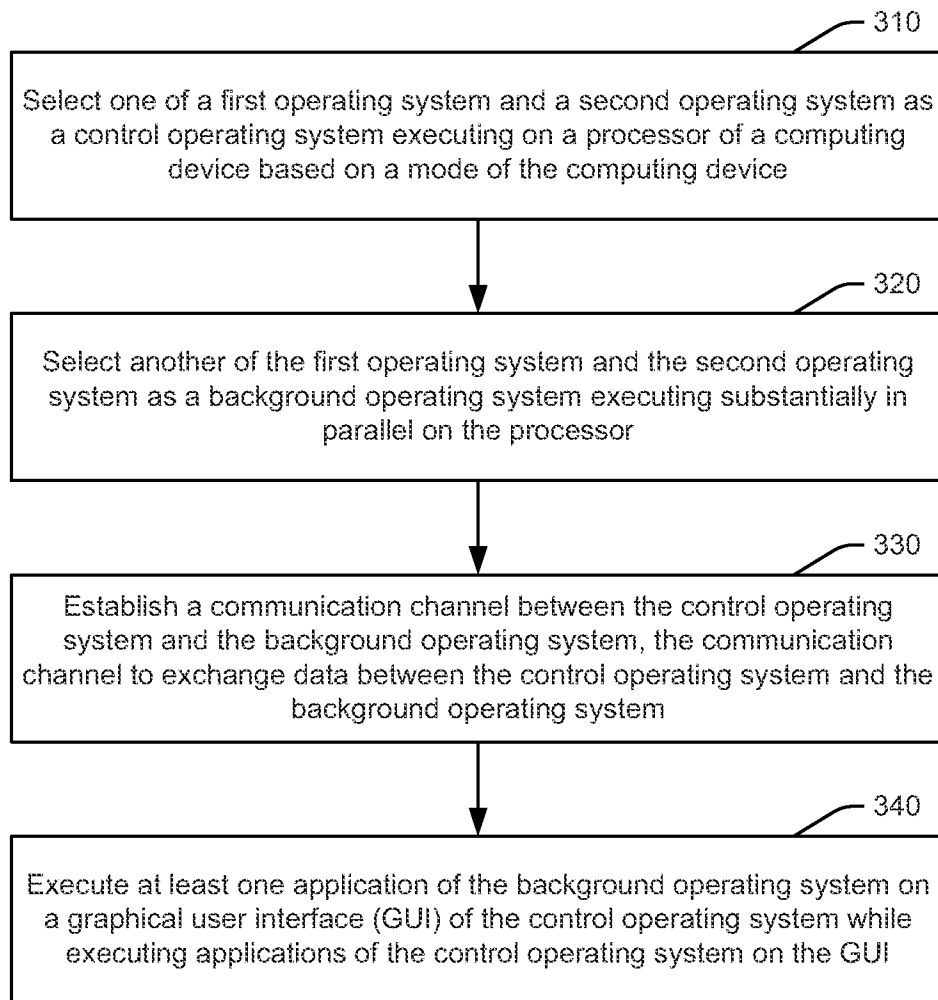 310
Select one of a first operating system and a second operating system as
a control operating system executing on a processor of a computing
device based on a mode of the computing device
320
Select another of the first operating system and the second operating
system as a background operating system executing substantially in
parallel on the processor
330
Establish a communication channel between the control operating
system and the background operating system, the communication
channel to exchange data between the control operating system and the
background operating system
340
Execute at least one application of the background operating system on
a graphical user interface (GUI) of the control operating system while
executing applications of the control operating system on the GUI